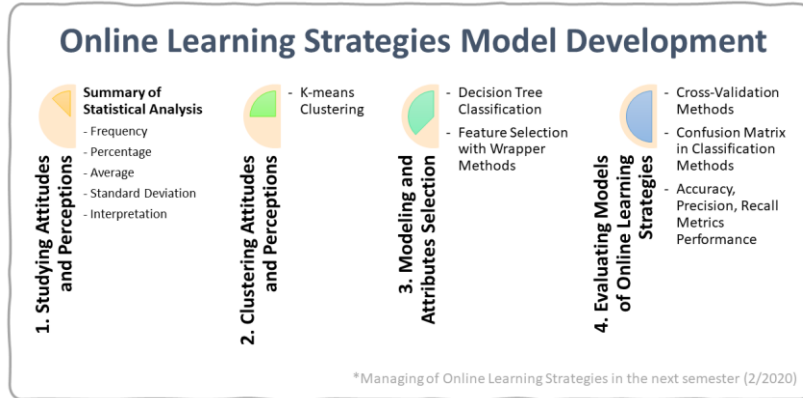 Online Learning Strategies Model Development
1. Studying Attitudes
and Perceptions
Summary of
Statistical Analysis
- Frequency
- Percentage
- Average
- Standard Deviation
- Interpretation
2. Clustering Attitudes
and Perceptions
- K-means
Clustering
3. Modeling and
Attributes Selection
- Decision Tree
Classification
- Feature Selection
with Wrapper
Methods
4. Evaluating Models
of Online Learning
Strategies
- Cross-Validation
Methods
- Confusion Matrix
in Classification
Methods
- Accuracy,
Precision, Recall
Metrics
Performance
*Managing of Online Learning Strategies in the next semester (2/2020)